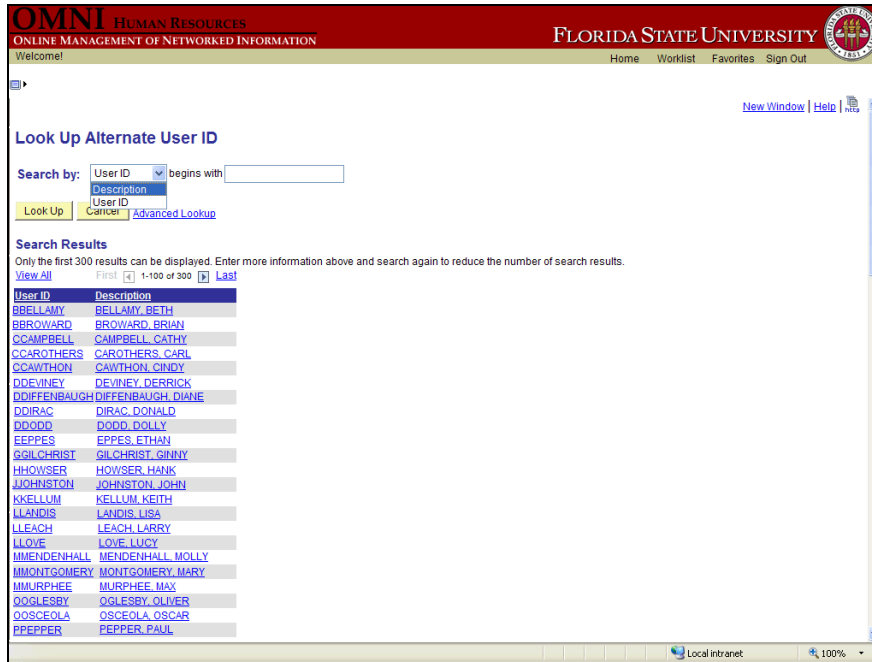 OMNI HUMAN RESOURCES
ONLINE MANAGEMENT OF NETWORKED INFORMATION
FLORIDA STATE UNIVERSITY
Welcome!
Home Worklist Favorites Sign Out
New Window | Help | http
Look Up Alternate User ID
Search by: User ID begins with
Description
User ID
Look Up Cancel Advanced Lookup
Search Results
Only the first 300 results can be displayed. Enter more information above and search again to reduce the number of search results.
View All First 1-100 of 300 Last
User ID Description
BBELLAMY BELLAMY, BETH
BBROWARD BROWARD, BRIAN
CCAMPBELL CAMPBELL, CATHY
CCAROTHERS CAROTHERS, CARL
CCAWTHON CAWTHON, CINDY
DDEVINEY DEVINEY, DERRICK
DDIFFENBAUGH DIFFENBAUGH, DIANE
DDIRAC DIRAC, DONALD
DDODD DODD, DOLLY
EEPPES EPPES, ETHAN
GGILCHRIST GILCHRIST, GINNY
HHOWSER HOWSER, HANK
JJOHNSTON JOHNSTON, JOHN
KKELLUM KELLUM, KEITH
LLANDIS LANDIS, LISA
LLEACH LEACH, LARRY
LLOVE LOVE, LUCY
MMENDENHALL MENDENHALL, MOLLY
MMONTGOMERY MONTGOMERY, MARY
MMURPHEE MURPHEE, MAX
OOGLESBY OGLESBY, OLIVER
OOSCEOLA OSCEOLA, OSCAR
PPEPPER PEPPER, PAUL
Local intranet 100%